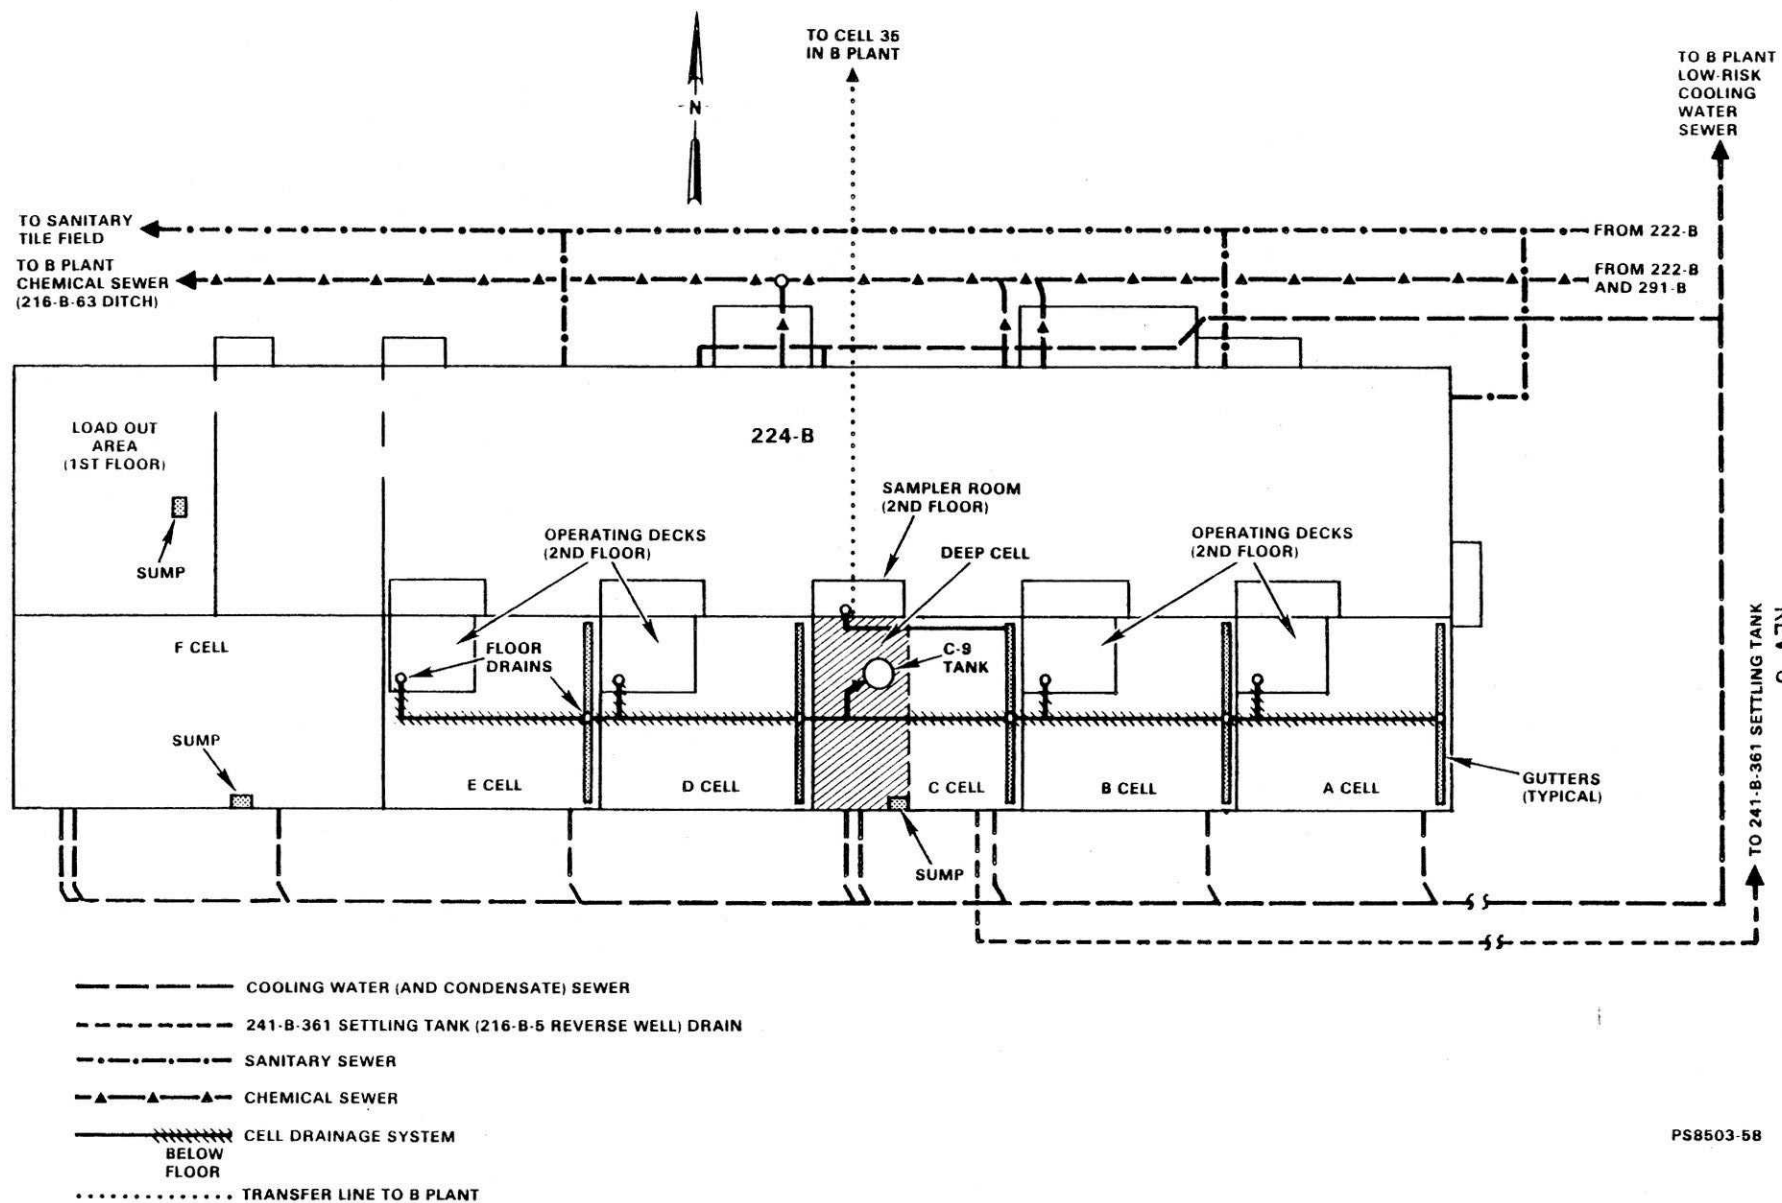 TO CELL 35
IN B PLANT
TO B PLANT
LOW-RISK
COOLING
WATER
SEWER
N
TO SANITARY
TILE FIELD
FROM 222-B
TO B PLANT
CHEMICAL SEWER
(216-B-63 DITCH)
FROM 222-B
AND 291-B
LOAD OUT
AREA
(1ST FLOOR)
224-B
SAMPLER ROOM
(2ND FLOOR)
OPERATING DECKS
(2ND FLOOR)
DEEP CELL
OPERATING DECKS
(2ND FLOOR)
SUMP
F CELL
FLOOR
DRAINS
C-9
TANK
SUMP
E CELL
D CELL
C CELL
B CELL
A CELL
GUTTERS
(TYPICAL)
SUMP
TO 241-B-361 SETTLING TANK
COOLING WATER (AND CONDENSATE) SEWER
241-B-361 SETTLING TANK (216-B-5 REVERSE WELL) DRAIN
SANITARY SEWER
CHEMICAL SEWER
CELL DRAINAGE SYSTEM
BELOW
FLOOR
TRANSFER LINE TO B PLANT
PS8503-58